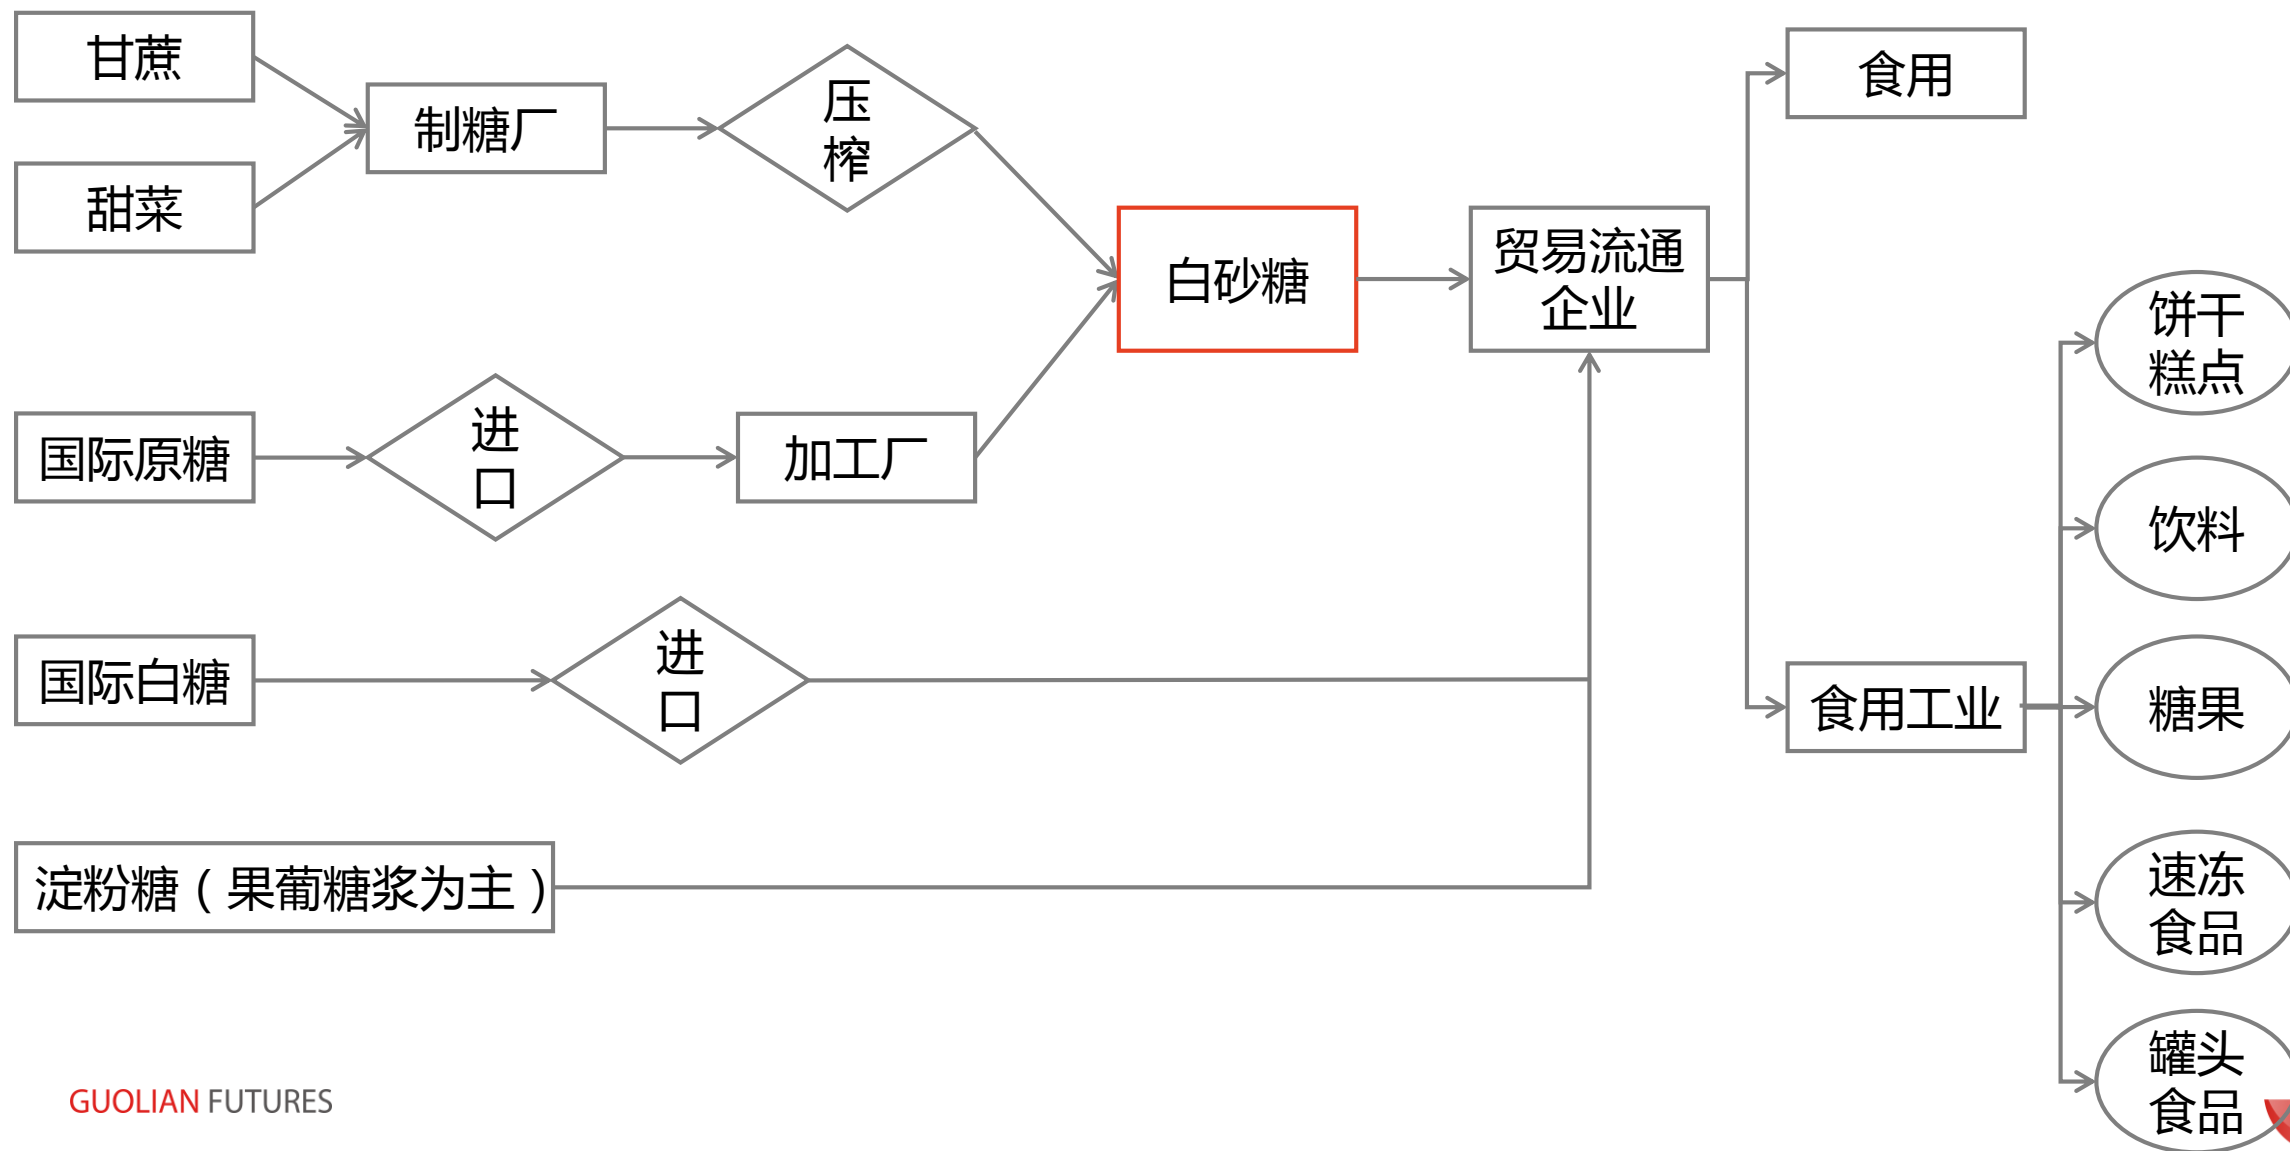 甘蔗
甜菜
制糖厂
压
榨
国际原糖
进
口
加工厂
白砂糖
贸易流通
企业
国际白糖
进
口
淀粉糖（果葡糖浆为主）
食用
食用工业
饼干
糕点
饮料
糖果
速冻
食品
罐头
食品
GUOLIAN FUTURES